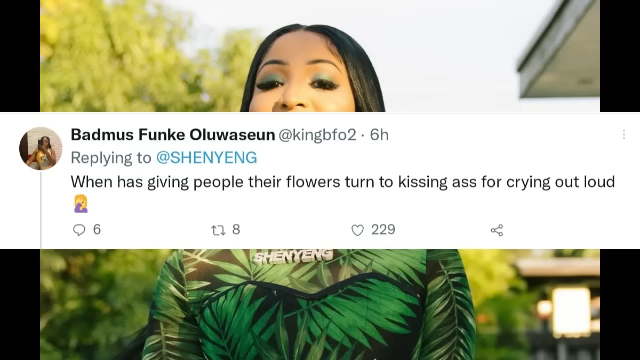 Badmus Funke Oluwaseun @kingbfo2 · 6h
Replying to @SHENYENG
When has giving people their flowers turn to kissing ass for crying out loud
🤦‍♀️
6 8 229
SHENYENG